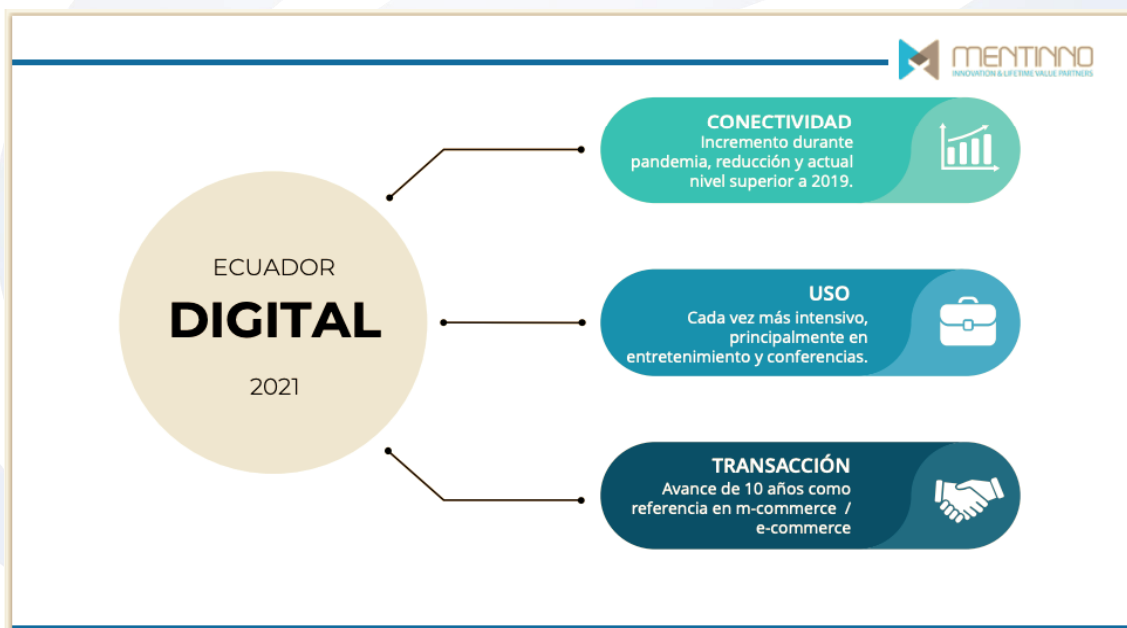 MENTINNO
INNOVATION & LIFETIME VALUE PARTNERS
ECUADOR
DIGITAL
2021
CONECTIVIDAD
Incremento durante
pandemia, reducción y actual
nivel superior a 2019.
USO
Cada vez más intensivo,
principalmente en
entretenimiento y conferencias.
TRANSACCIÓN
Avance de 10 años como
referencia en m-commerce /
e-commerce